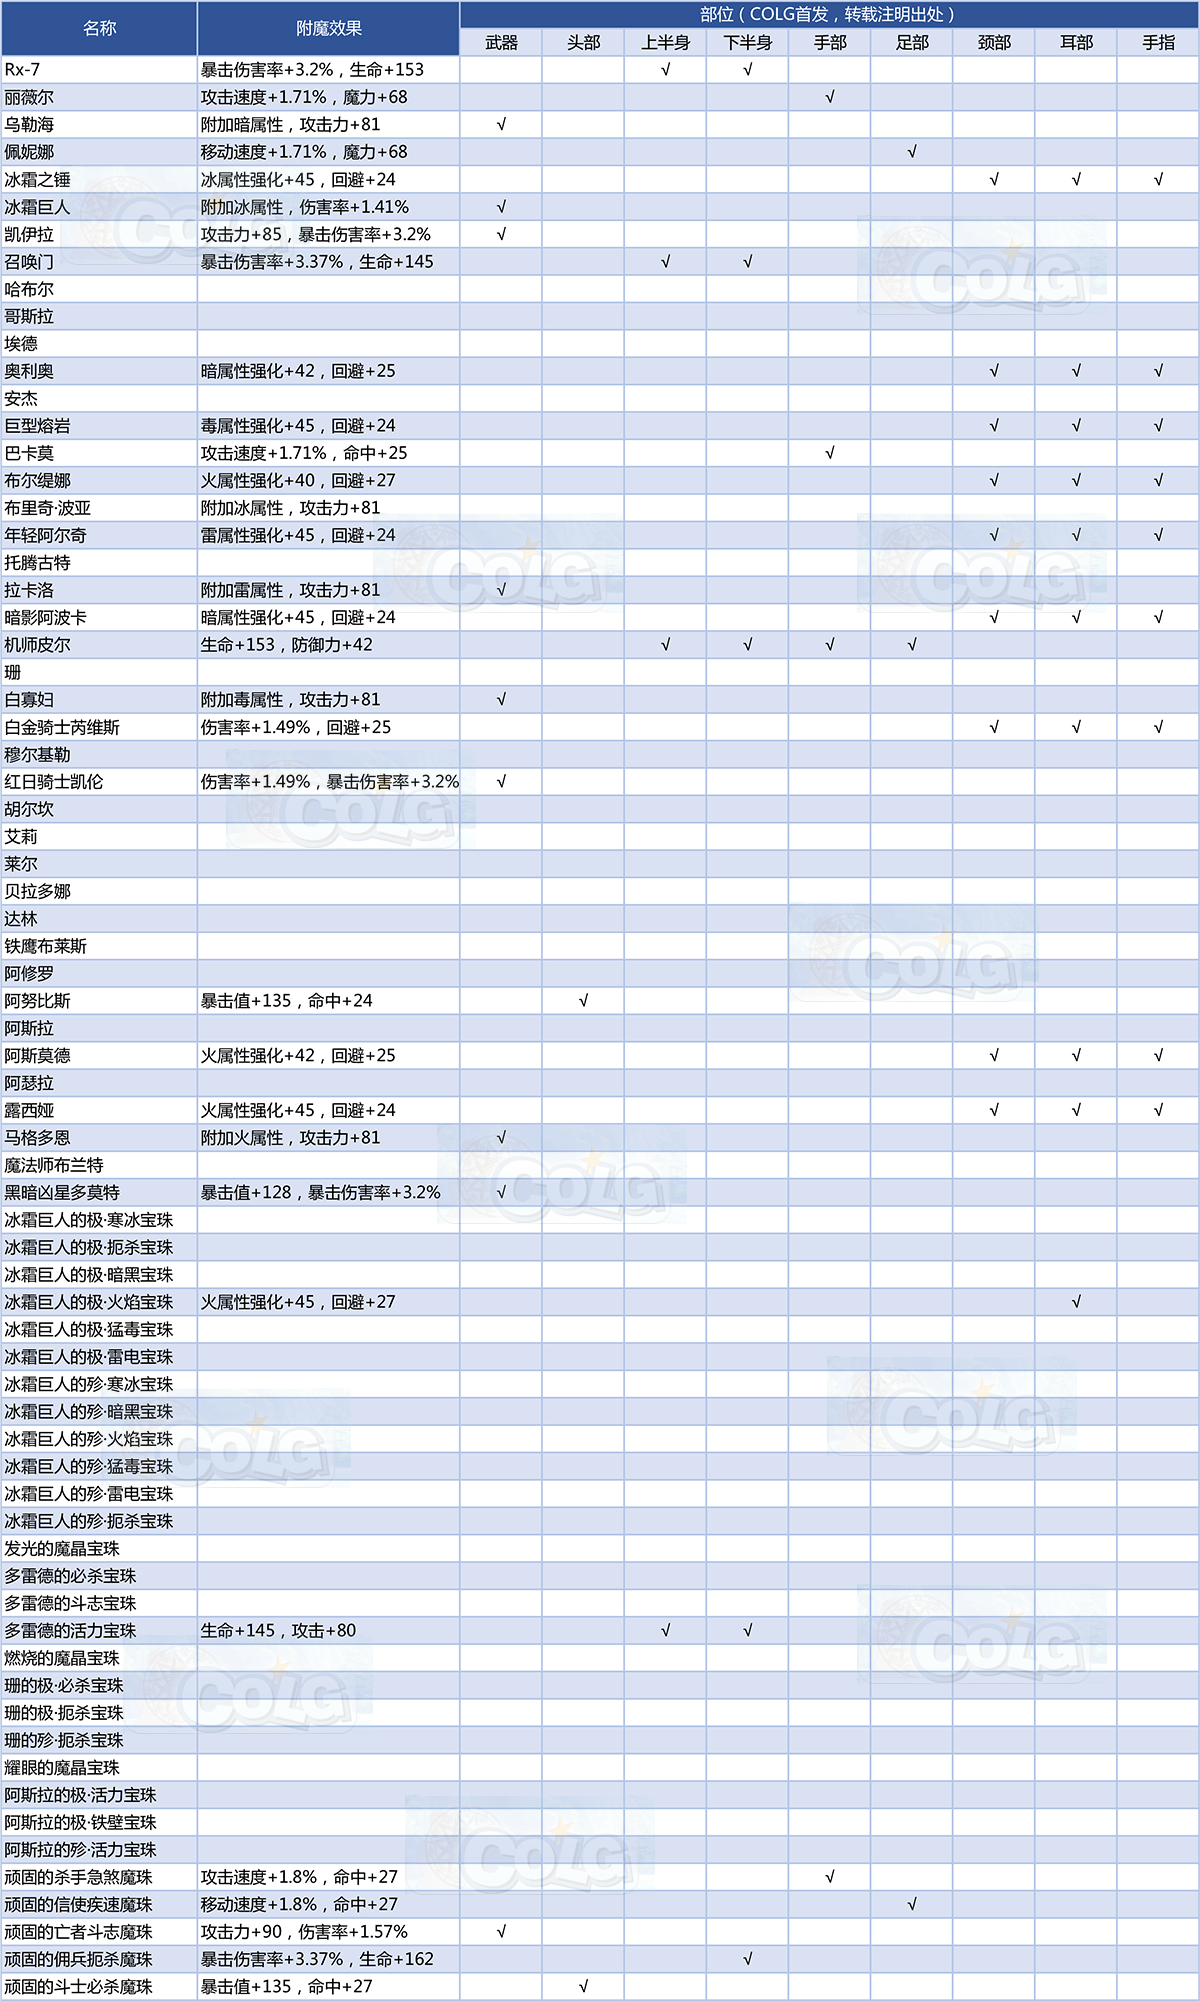 名称 附魔效果 部位（COLG首发，转载注明出处）
武器 头部 上半身 下半身 手部 足部 颈部 耳部 手指
Rx-7 暴击伤害率+3.2%，生命+153 √ √
丽薇尔 攻击速度+1.71%，魔力+68 √
乌勒海 附加暗属性，攻击力+81 √
佩妮娜 移动速度+1.71%，魔力+68 √
冰霜之锤 冰属性强化+45，回避+24 √ √ √
冰霜巨人 附加冰属性，伤害率+1.41% √
凯伊拉 攻击力+85，暴击伤害率+3.2% √
召唤门 暴击伤害率+3.37%，生命+145 √ √
哈布尔
哥斯拉
埃德
奥利奥 暗属性强化+42，回避+25 √ √ √
安杰
巨型熔岩 毒属性强化+45，回避+24 √ √ √
巴卡莫 攻击速度+1.71%，命中+25 √
布尔缇娜 火属性强化+40，回避+27 √ √ √
布里奇·波亚 附加冰属性，攻击力+81
年轻阿尔奇 雷属性强化+45，回避+24 √ √ √
托腾古特
拉卡洛 附加雷属性，攻击力+81 √
暗影阿波卡 暗属性强化+45，回避+24 √ √ √
机师皮尔 生命+153，防御力+42 √ √ √ √
珊
白寡妇 附加毒属性，攻击力+81 √
白金骑士芮维斯 伤害率+1.49%，回避+25 √ √ √
穆尔基勒
红日骑士凯伦 伤害率+1.49%，暴击伤害率+3.2% √
胡尔坎
艾莉
莱尔
贝拉多娜
达林
铁鹰布莱斯
阿修罗
阿努比斯 暴击值+135，命中+24 √
阿斯拉
阿斯莫德 火属性强化+42，回避+25 √ √ √
阿瑟拉
露西娅 火属性强化+45，回避+24 √ √ √
马格多恩 附加火属性，攻击力+81 √
魔法师布兰特
黑暗凶星多莫特 暴击值+128，暴击伤害率+3.2% √
冰霜巨人的极·寒冰宝珠
冰霜巨人的极·扼杀宝珠
冰霜巨人的极·暗黑宝珠
冰霜巨人的极·火焰宝珠 火属性强化+45，回避+27 √
冰霜巨人的极·猛毒宝珠
冰霜巨人的极·雷电宝珠
冰霜巨人的殄·寒冰宝珠
冰霜巨人的殄·暗黑宝珠
冰霜巨人的殄·火焰宝珠
冰霜巨人的殄·猛毒宝珠
冰霜巨人的殄·雷电宝珠
冰霜巨人的殄·扼杀宝珠
发光的魔晶宝珠
多雷德的必杀宝珠
多雷德的斗志宝珠
多雷德的活力宝珠 生命+145，攻击+80 √ √
燃烧的魔晶宝珠
珊的极·必杀宝珠
珊的极·扼杀宝珠
珊的殄·扼杀宝珠
耀眼的魔晶宝珠
阿斯拉的极·活力宝珠
阿斯拉的极·铁壁宝珠
阿斯拉的殄·活力宝珠
顽固的杀手急煞魔珠 攻击速度+1.8%，命中+27 √
顽固的信使疾速魔珠 移动速度+1.8%，命中+27 √
顽固的亡者斗志魔珠 攻击力+90，伤害率+1.57% √
顽固的佣兵扼杀魔珠 暴击伤害率+3.37%，生命+162 √
顽固的斗士必杀魔珠 暴击值+135，命中+27 √
COLG
COLG
COLG
COLG
COLG
COLG
COLG
COLG
COLG
COLG
COLG
COLG